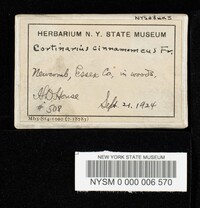 HERBARIUM N. Y. STATE MUSEUM
Cortinarius cinnamomeus Fr.
Newcomb, Essex Co, in woods.
H.D. House
# 508
Sept. 21. 1924.
NEW YORK STATE MUSEUM
NYSM 0 000 006 570